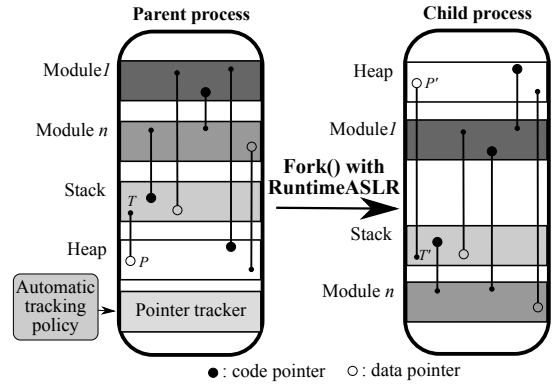 Parent process
Module1
Module n
Stack
T
Heap
P
Automatic
tracking
policy
Pointer tracker
Fork() with
RuntimeASLR
Child process
Heap
P'
Module1
Stack
T'
Module n
: code pointer
: data pointer